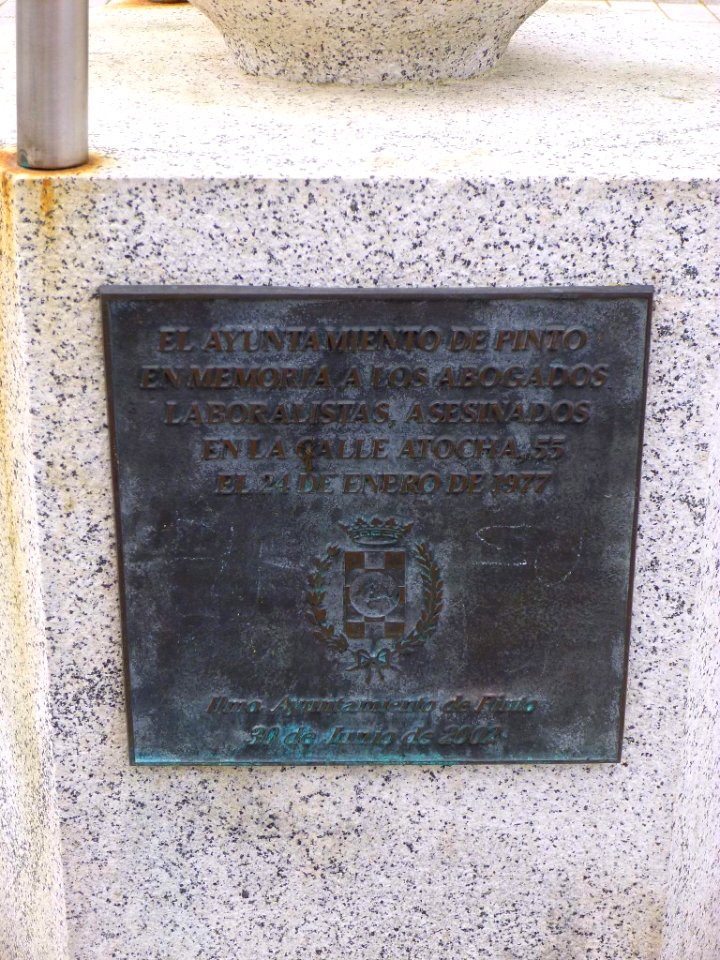 EL AYUNTAMIENTO DE PINTO
EN MEMORIA A LOS ABOGADOS
LABORALISTAS, ASESINADOS
EN LA CALLE ATOCHA, 55
EL 24 DE ENERO DE 1977
Ilmo. Ayuntamiento de Pinto
de Junio de